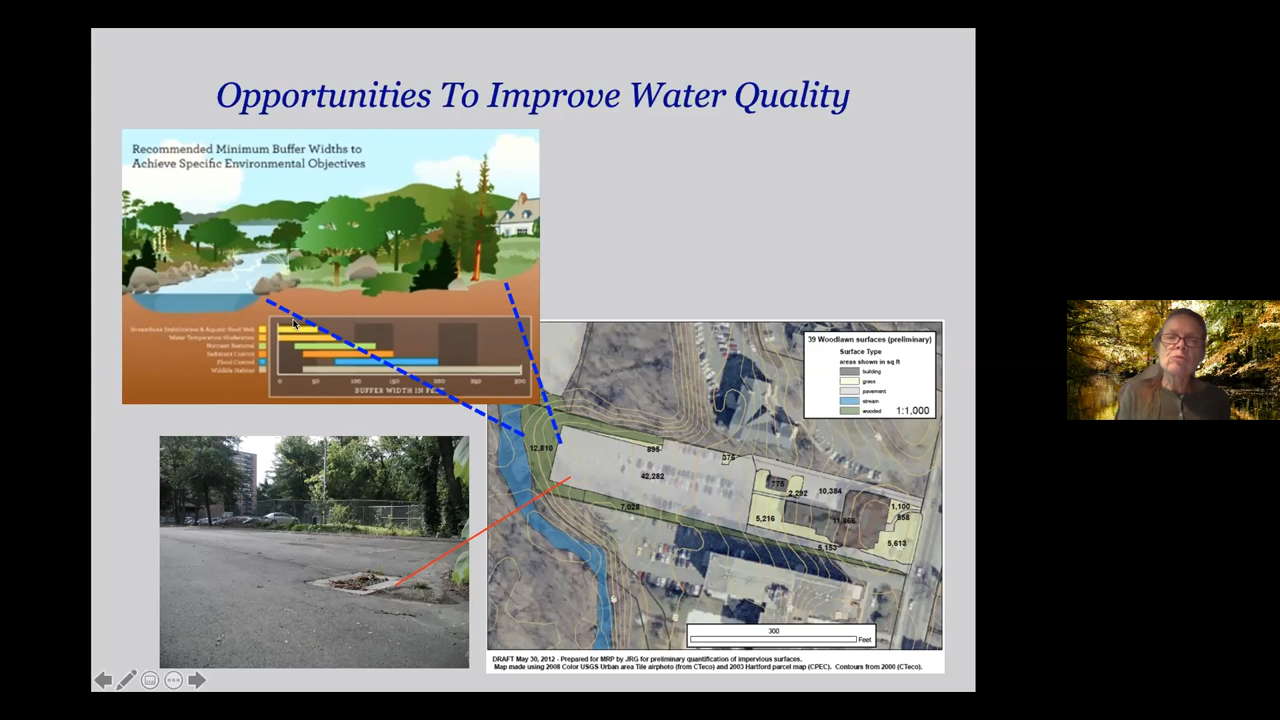 Opportunities To Improve Water Quality
Recommended Minimum Buffer Widths to
Achieve Specific Environmental Objectives
Streambank Stabilization & Aquatic Food Web
Water Temperature Moderation
Nutrient Removal
Sediment Control
Flood Control
Wildlife Habitat
0 50 100 150 200 250 300
BUFFER WIDTH IN
39 Woodlawn surfaces (preliminary)
Surface Type
areas shown in sq ft
building
grass
pavement
stream
wooded
1:1,000
12,810
895
376
42,282
7,028
775
2,292
10,384
5,216
11,866
1,100
558
5,153
5,613
300
Feet
DRAFT May 30, 2012 - Prepared for MRP by JRG for preliminary quantification of impervious surfaces.
Map made using 2008 Color USGS Urban area Tile airphoto (from CTeco) and 2003 Hartford parcel map (CPEC). Contours from 2000 (CTeco).